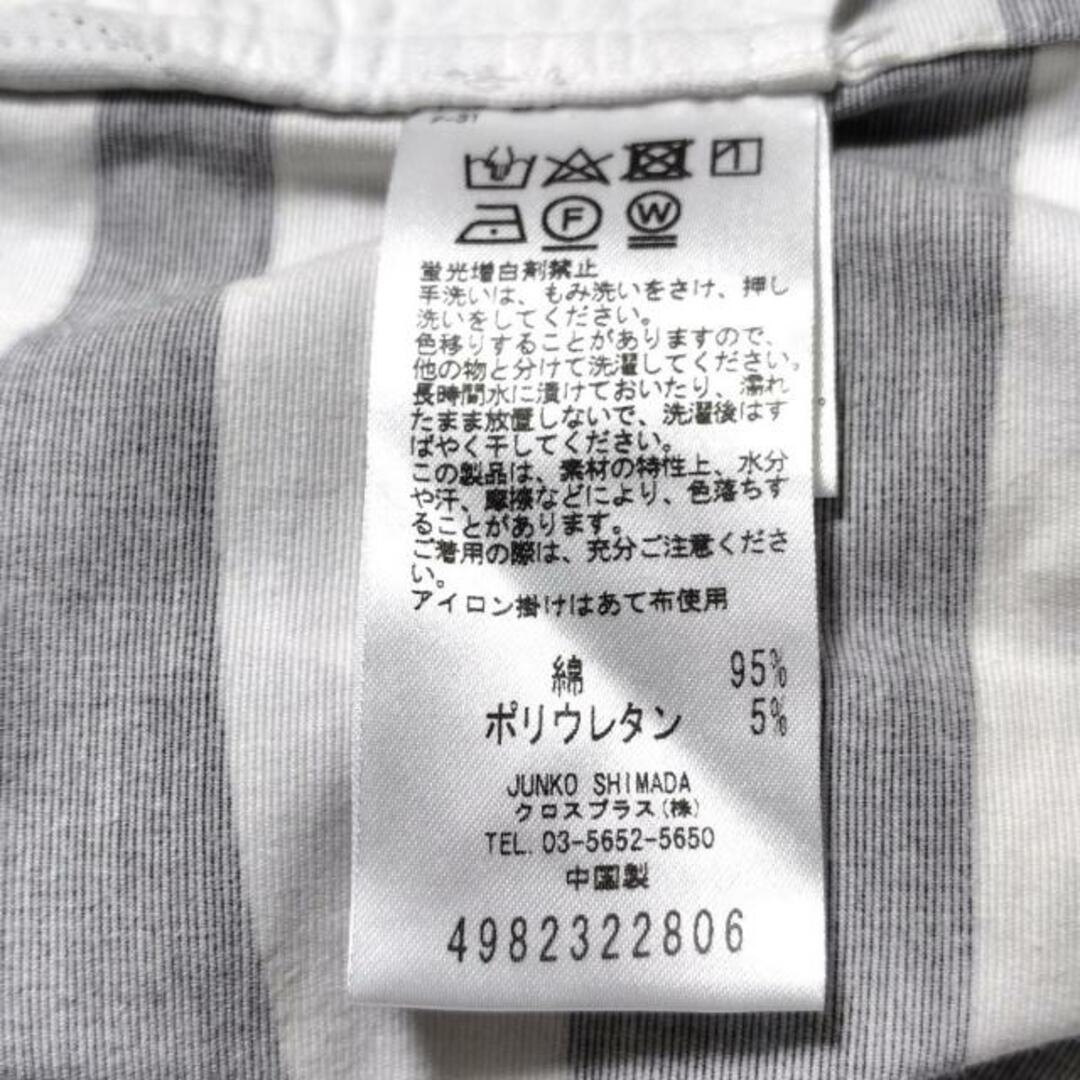 F
W
蛍光増白剤禁止
手洗いは、もみ洗いをさけ、押し
洗いをしてください。
色移りすることがありますので、
他の物と分けて洗濯してください。
長時間水に漬けておいたり、濡れ
たまま放置しないで、洗濯後はす
ばやく干してください。
この製品は、素材の特性上、水分
や汗、摩擦などにより、色落ちす
ることがあります。
ご着用の際は、充分ご注意くださ
い。
アイロン掛けはあて布使用
綿 95%
ポリウレタン 5%
JUNKO SHIMADA
クロスプラス(株)
TEL. 03-5652-5650
中国製
4982322806